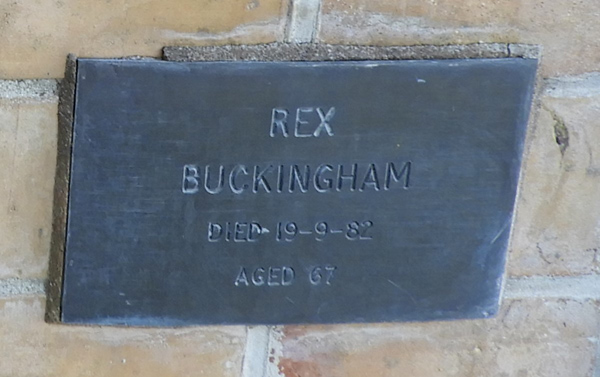 REX
BUCKINGHAM
DIED 19-9-82
AGED 67